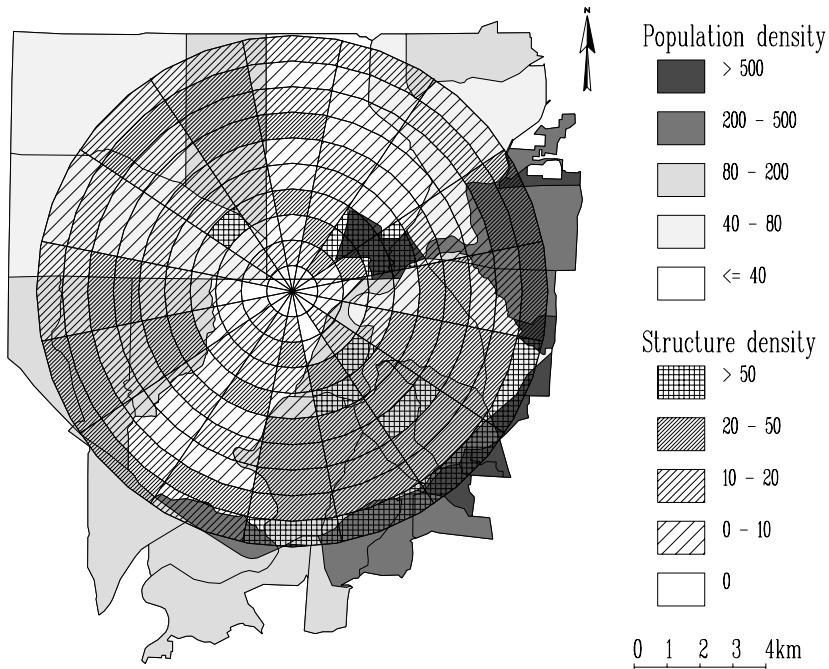 N
Population density
> 500
200 - 500
80 - 200
40 - 80
<= 40
Structure density
> 50
20 - 50
10 - 20
0 - 10
0
0 1 2 3 4km